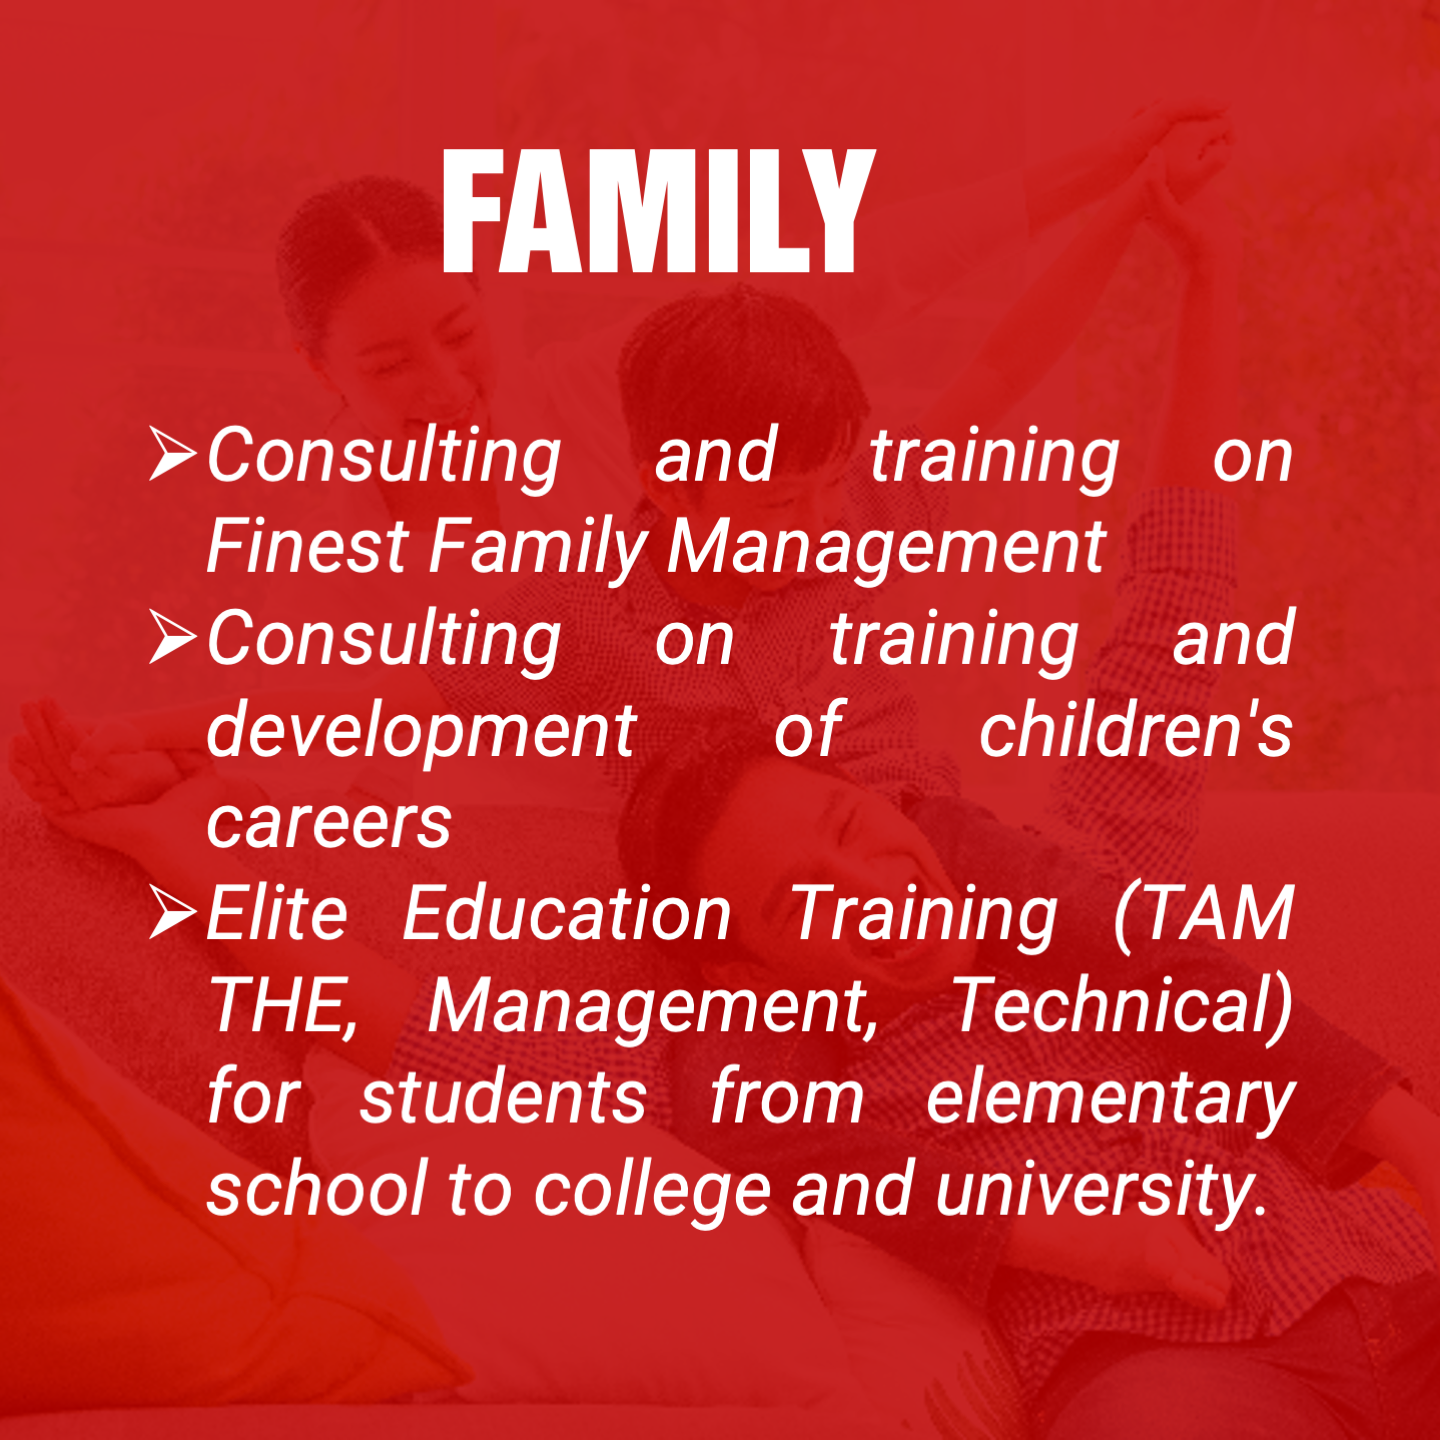 FAMILY
➢Consulting and training on
Finest Family Management
➢Consulting on training and
development of children's
careers
➢Elite Education Training (TAM
THE, Management, Technical)
for students from elementary
school to college and university.